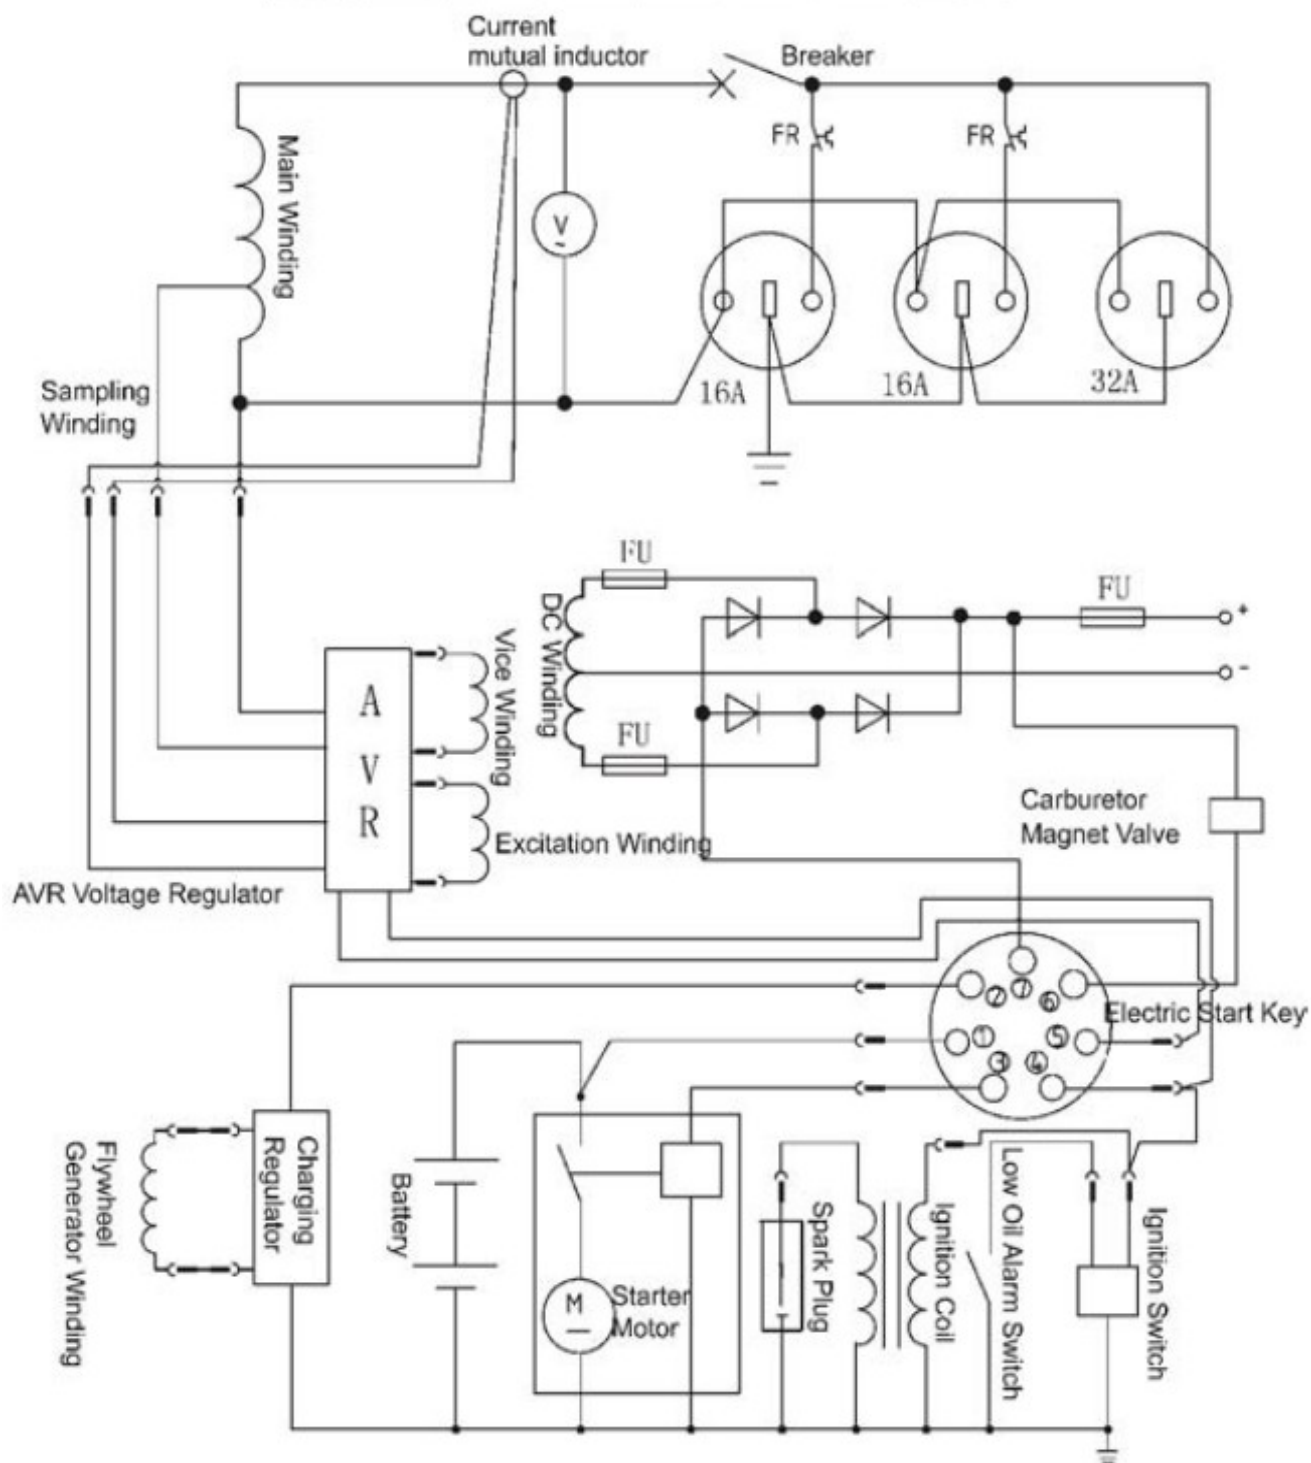 Current
mutual inductor
Breaker
FR
FR
Main Winding
V
~
16A
16A
32A
Sampling
Winding
FU
DC Winding
FU
FU
+
-
A
V
R
Vice Winding
Excitation Winding
AVR Voltage Regulator
Carburetor
Magnet Valve
2
7
6
1
5
3
4
Electric Start Key
Flywheel
Generator Winding
Charging
Regulator
Battery
M
Starter
Motor
Spark Plug
Ignition Coil
Low Oil Alarm Switch
Ignition Switch